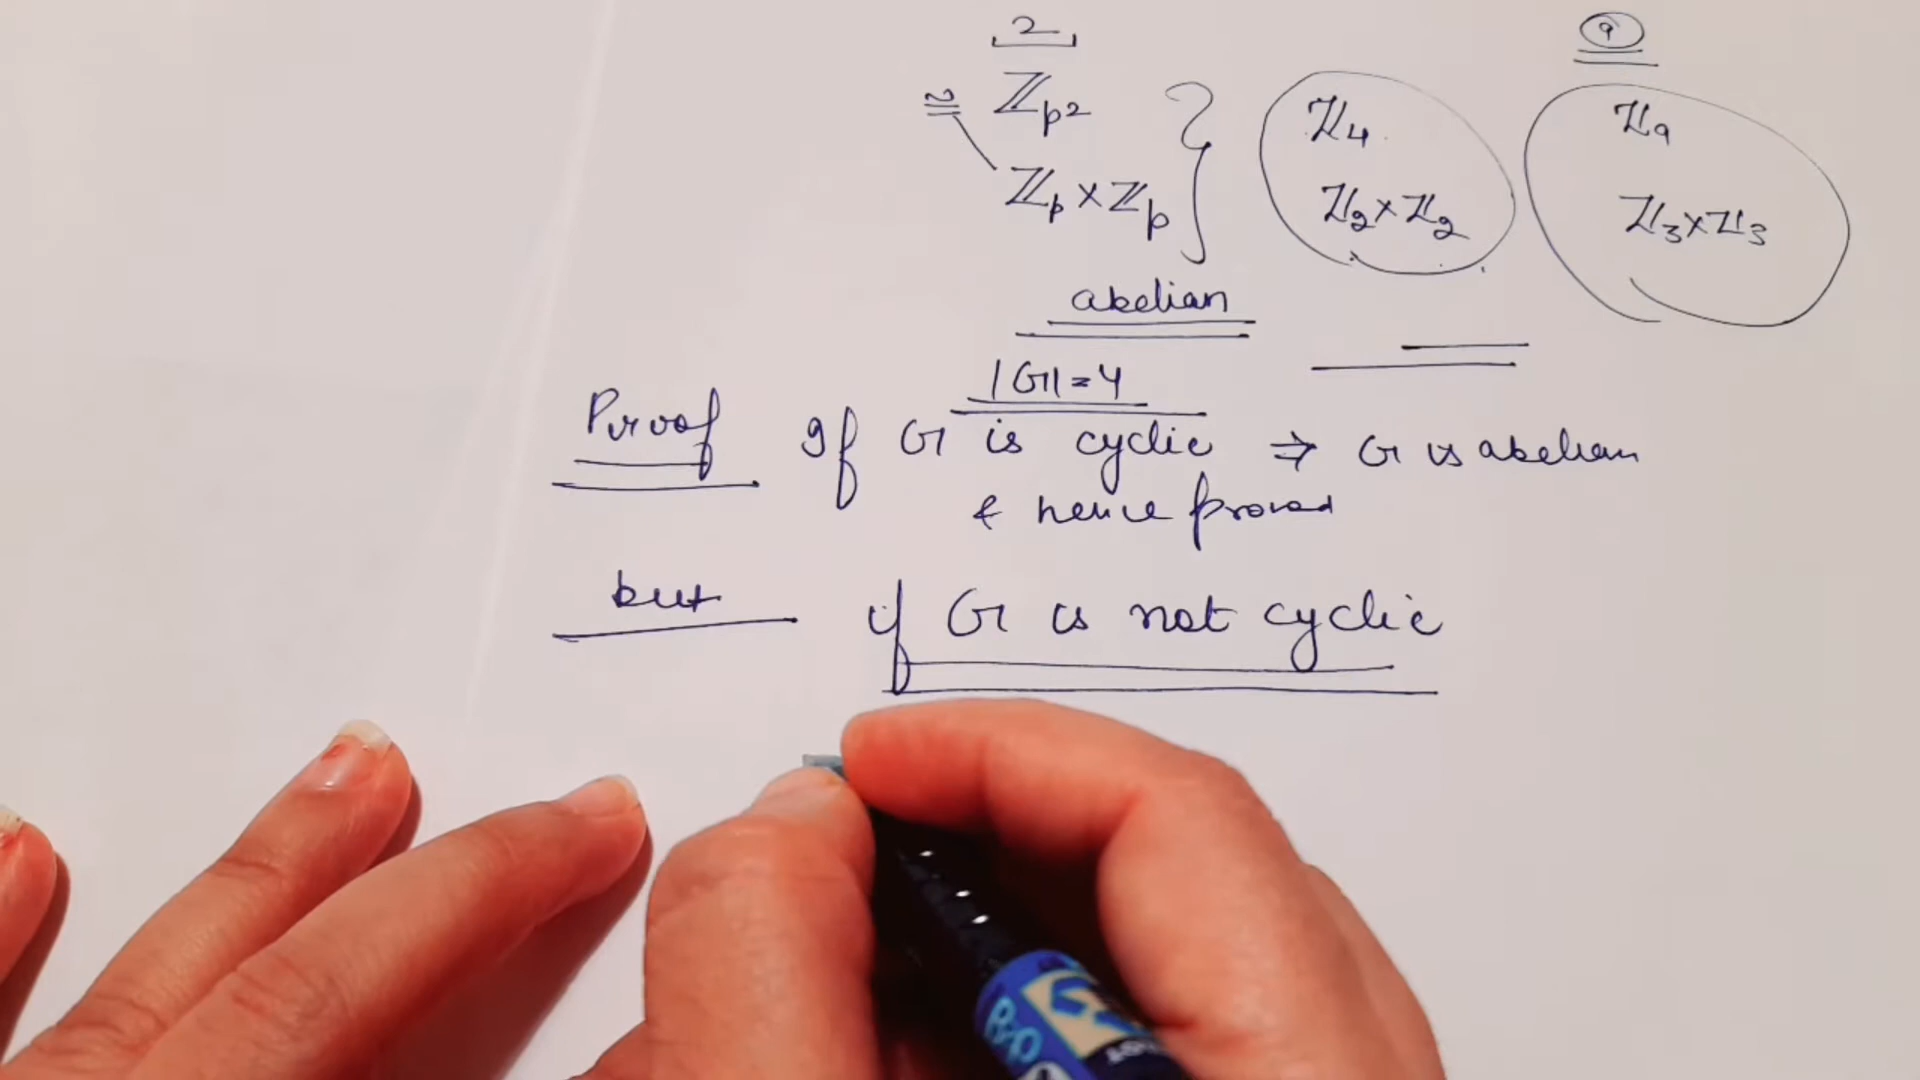 2
≅ ℤp²
ℤp × ℤp
ℤ4
ℤ2 × ℤ2
9
ℤ9
ℤ3 × ℤ3
abelian
|G| = 4
Proof If G is cyclic ⇒ G is abelian
& hence proved
but if G is not cyclic